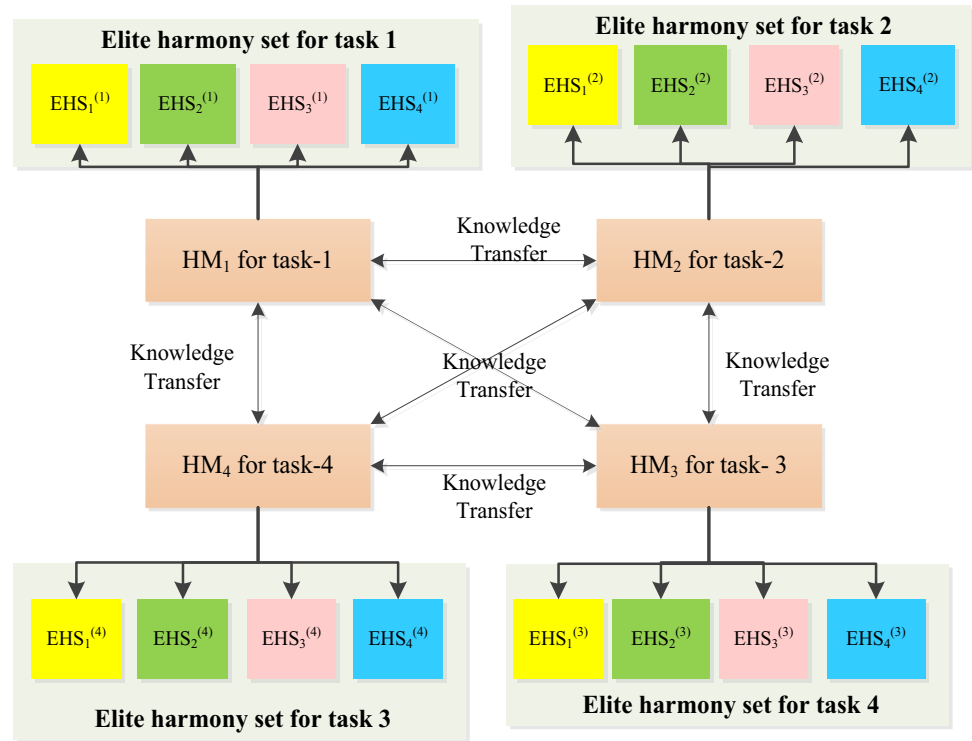 Elite harmony set for task 1
EHS₁⁽¹⁾ EHS₂⁽¹⁾ EHS₃⁽¹⁾ EHS₄⁽¹⁾
Elite harmony set for task 2
EHS₁⁽²⁾ EHS₂⁽²⁾ EHS₃⁽²⁾ EHS₄⁽²⁾
HM₁ for task-1
Knowledge
Transfer
HM₂ for task-2
Knowledge
Transfer
Knowledge
Transfer
Knowledge
Transfer
HM₄ for task-4
Knowledge
Transfer
HM₃ for task- 3
EHS₁⁽⁴⁾ EHS₂⁽⁴⁾ EHS₃⁽⁴⁾ EHS₄⁽⁴⁾
Elite harmony set for task 3
EHS₁⁽³⁾ EHS₂⁽³⁾ EHS₃⁽³⁾ EHS₄⁽³⁾
Elite harmony set for task 4